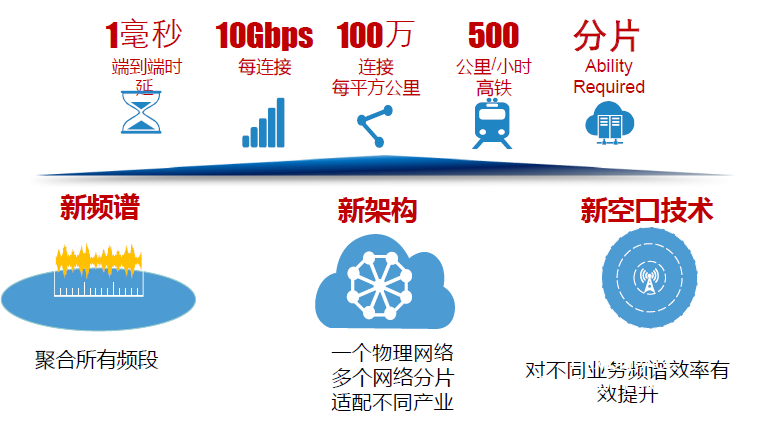 1毫秒
端到端时
延
10Gbps
每连接
100万
连接
每平方公里
500
公里/小时
高铁
分片
Ability
Required
新频谱
聚合所有频段
新架构
一个物理网络
多个网络分片
适配不同产业
新空口技术
对不同业务频谱效率有
效提升